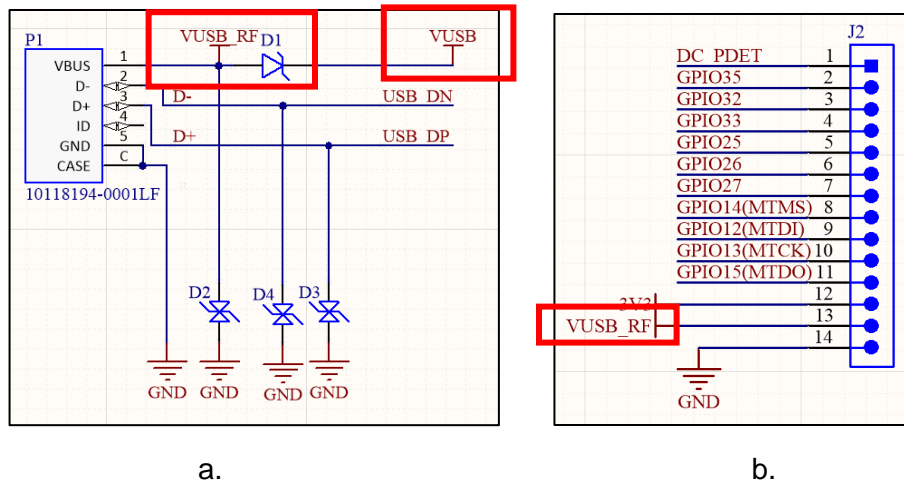 P1
VUSB_RF
D1
VUSB
VBUS 1
D- 2
D+ 3
ID 4
GND 5
CASE C
D-
USB_DN
D+
USB_DP
10118194-0001LF
D2
D4
D3
GND
GND
GND
GND
a.
J2
DC_PDET 1
GPIO35 2
GPIO32 3
GPIO33 4
GPIO25 5
GPIO26 6
GPIO27 7
GPIO14(MTMS) 8
GPIO12(MTDI) 9
GPIO13(MTCK) 10
GPIO15(MTDO) 11
3V3 12
VUSB_RF 13
14
GND
b.